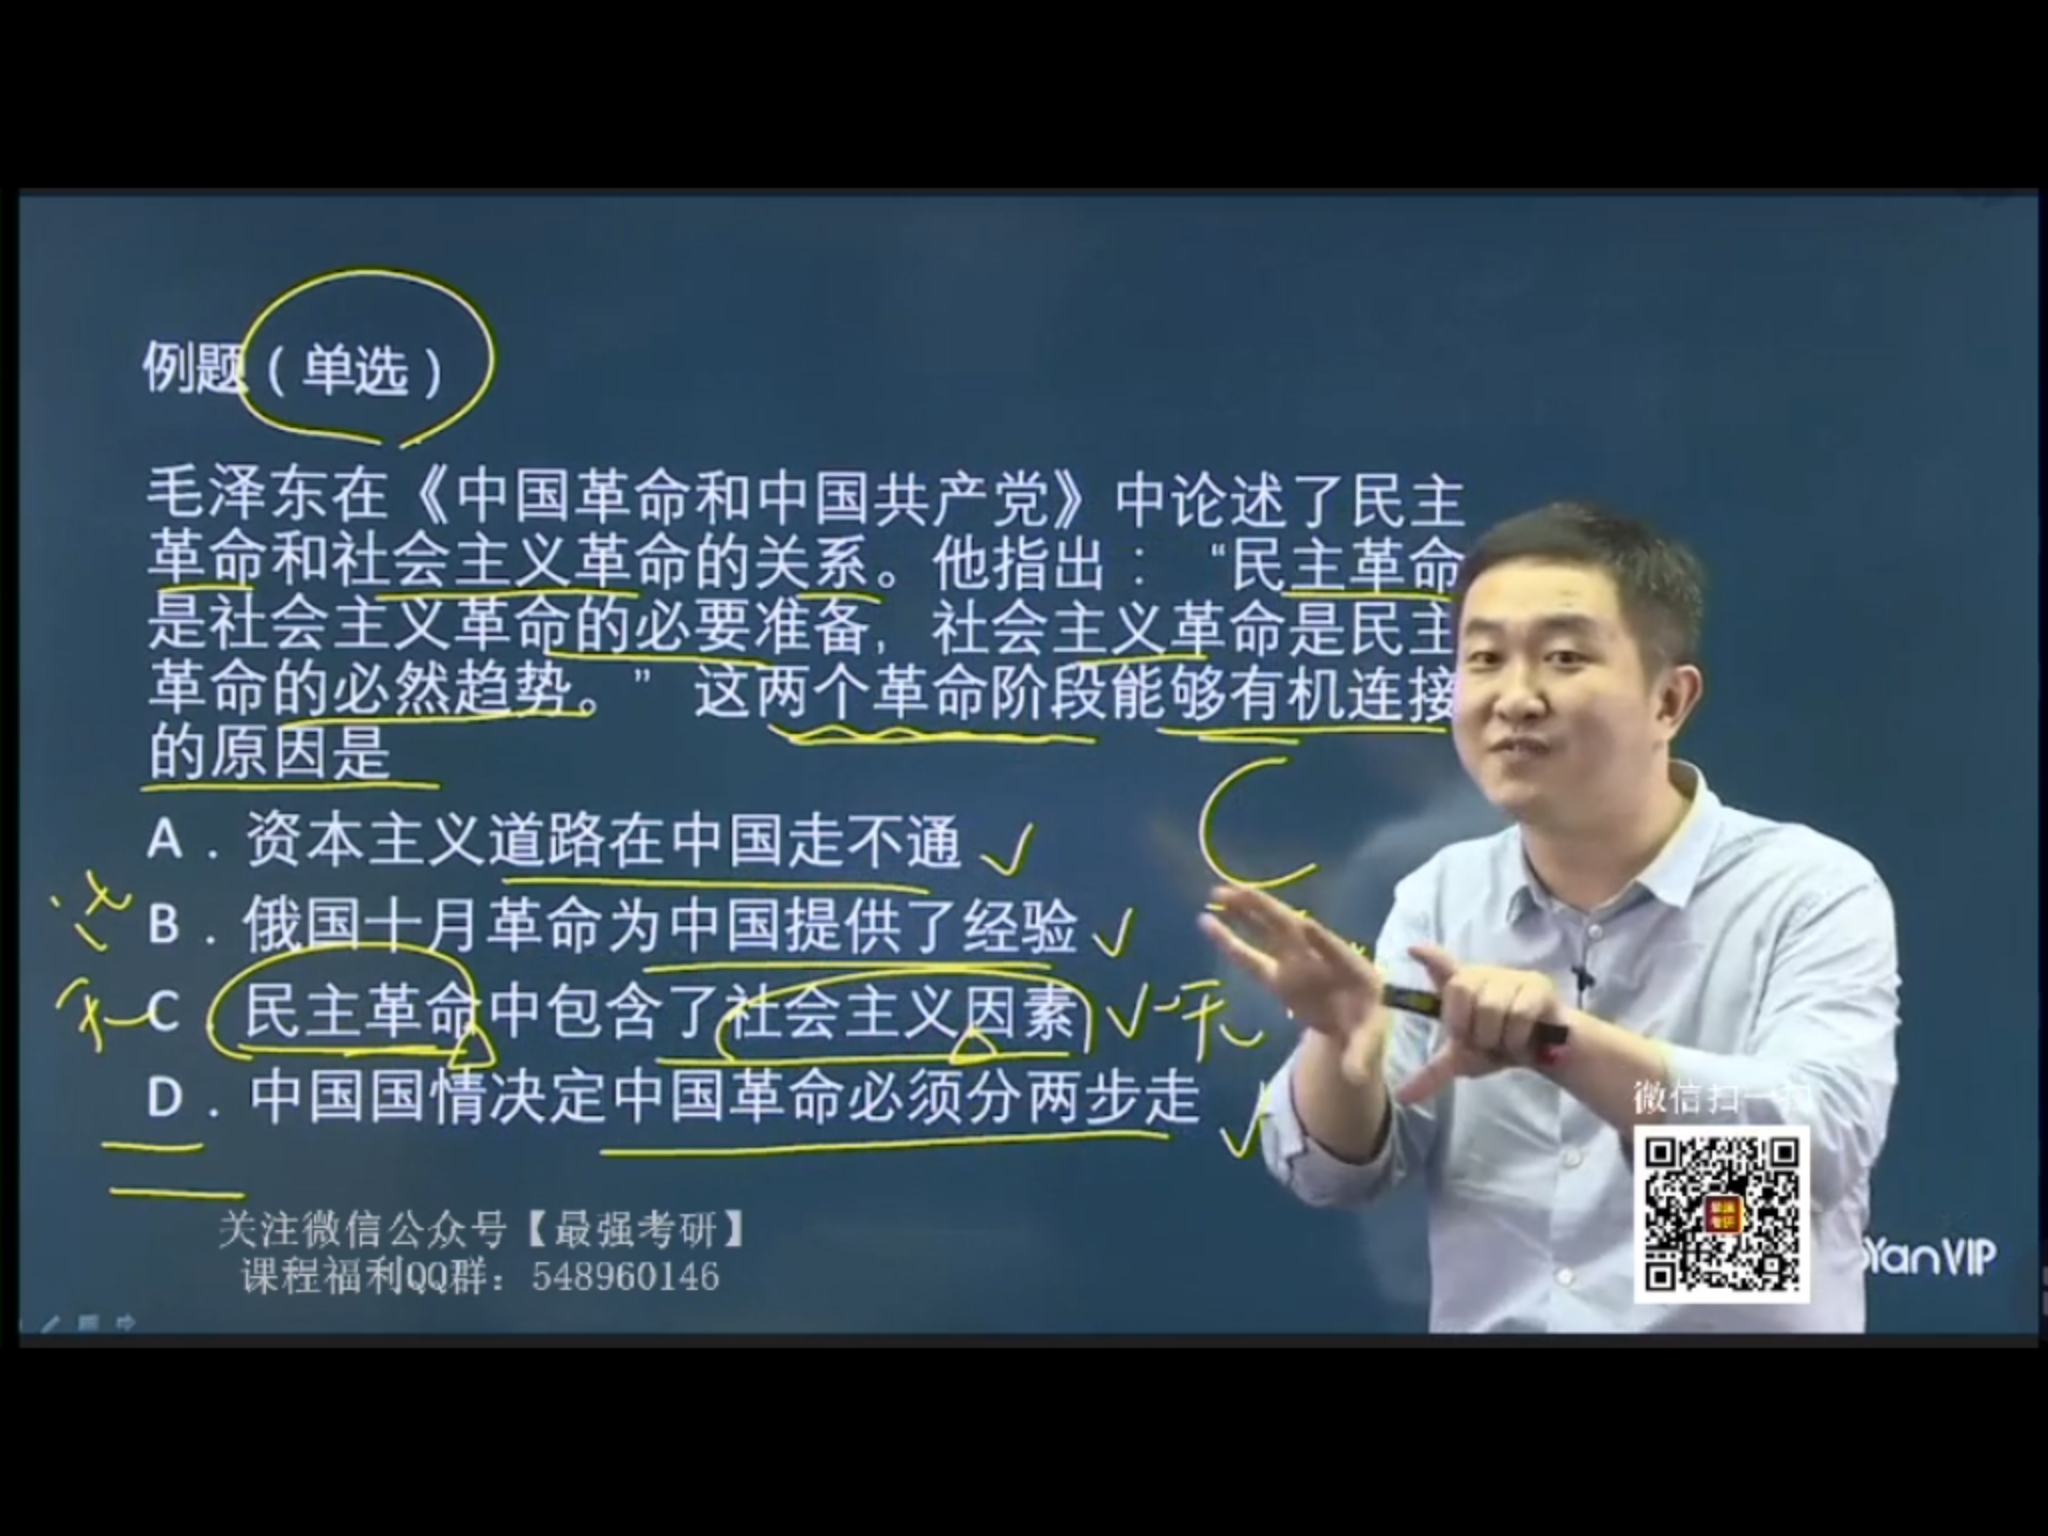 例题（单选）
毛泽东在《中国革命和中国共产党》中论述了民主
革命和社会主义革命的关系。他指出：“民主革命
是社会主义革命的必要准备，社会主义革命是民主
革命的必然趋势。”这两个革命阶段能够有机连接
的原因是
A．资本主义道路在中国走不通
B．俄国十月革命为中国提供了经验
C．民主革命中包含了社会主义因素
D．中国国情决定中国革命必须分两步走
微信扫一扫
关注微信公众号【最强考研】
课程福利QQ群：548960146
YanVIP